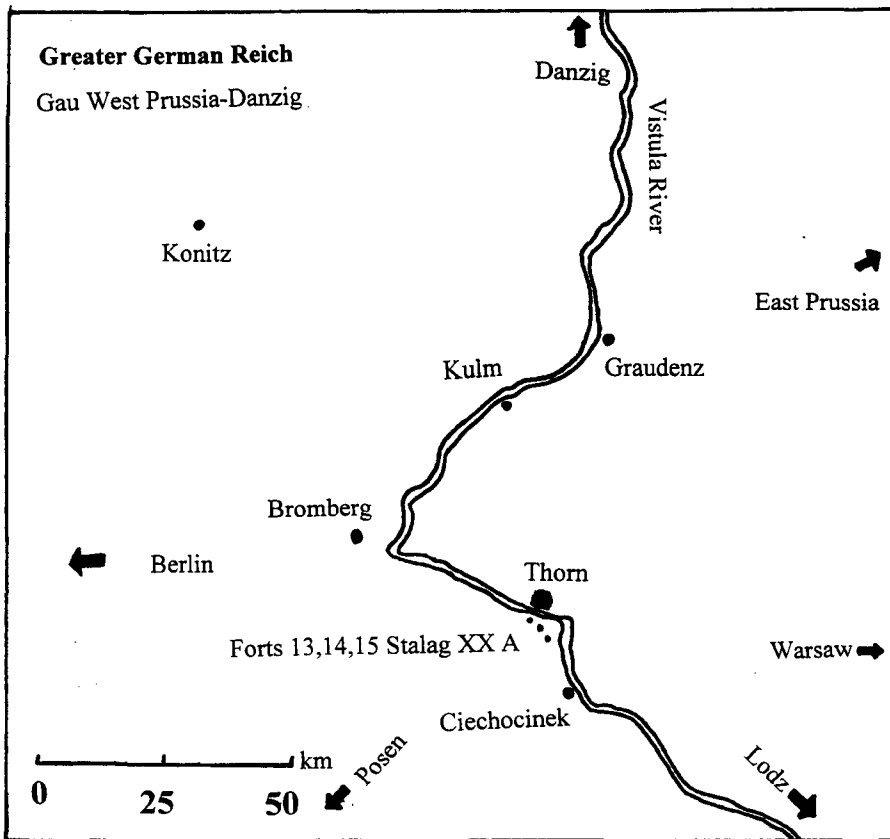 Greater German Reich
Gau West Prussia-Danzig
Danzig
Vistula River
Konitz
East Prussia
Kulm
Graudenz
Bromberg
Berlin
Thorn
Forts 13,14,15 Stalag XX A
Warsaw
Ciechocinek
km
Posen
Lodz
0 25 50